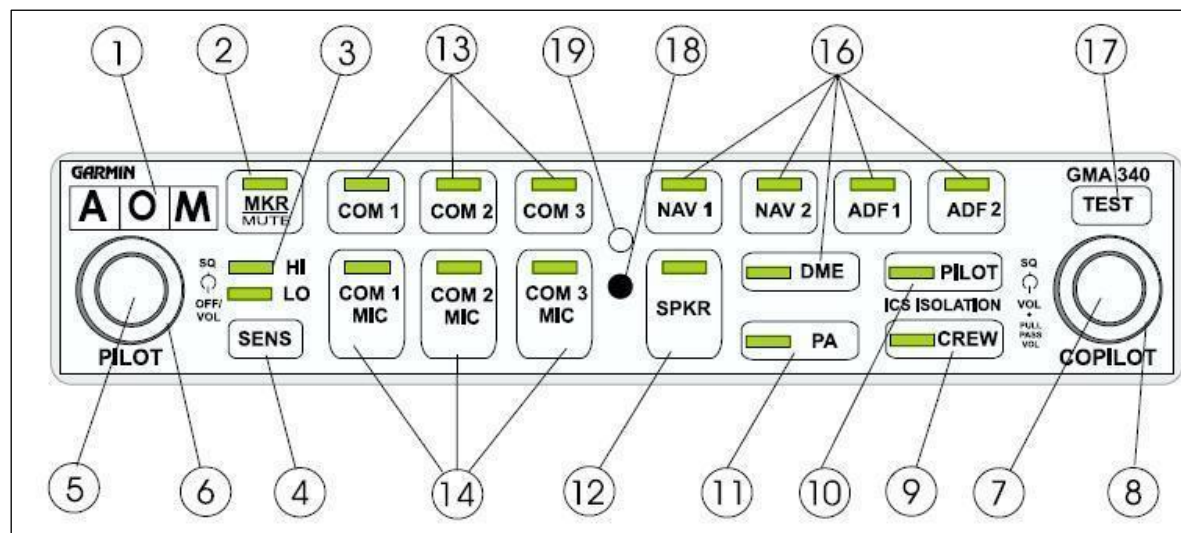 1 2 3 13 19 18 16 17
GARMIN
GMA 340
A O M
MKR
MUTE
COM 1
COM 2
COM 3
NAV 1
NAV 2
ADF 1
ADF 2
TEST
SQ
OFF/
VOL
HI
LO
SENS
PILOT
COM 1
MIC
COM 2
MIC
COM 3
MIC
SPKR
DME
PA
PILOT
ICS ISOLATION
CREW
SQ
VOL
•
PULL
PASS
VOL
COPILOT
5 6 4 14 12 11 10 9 7 8